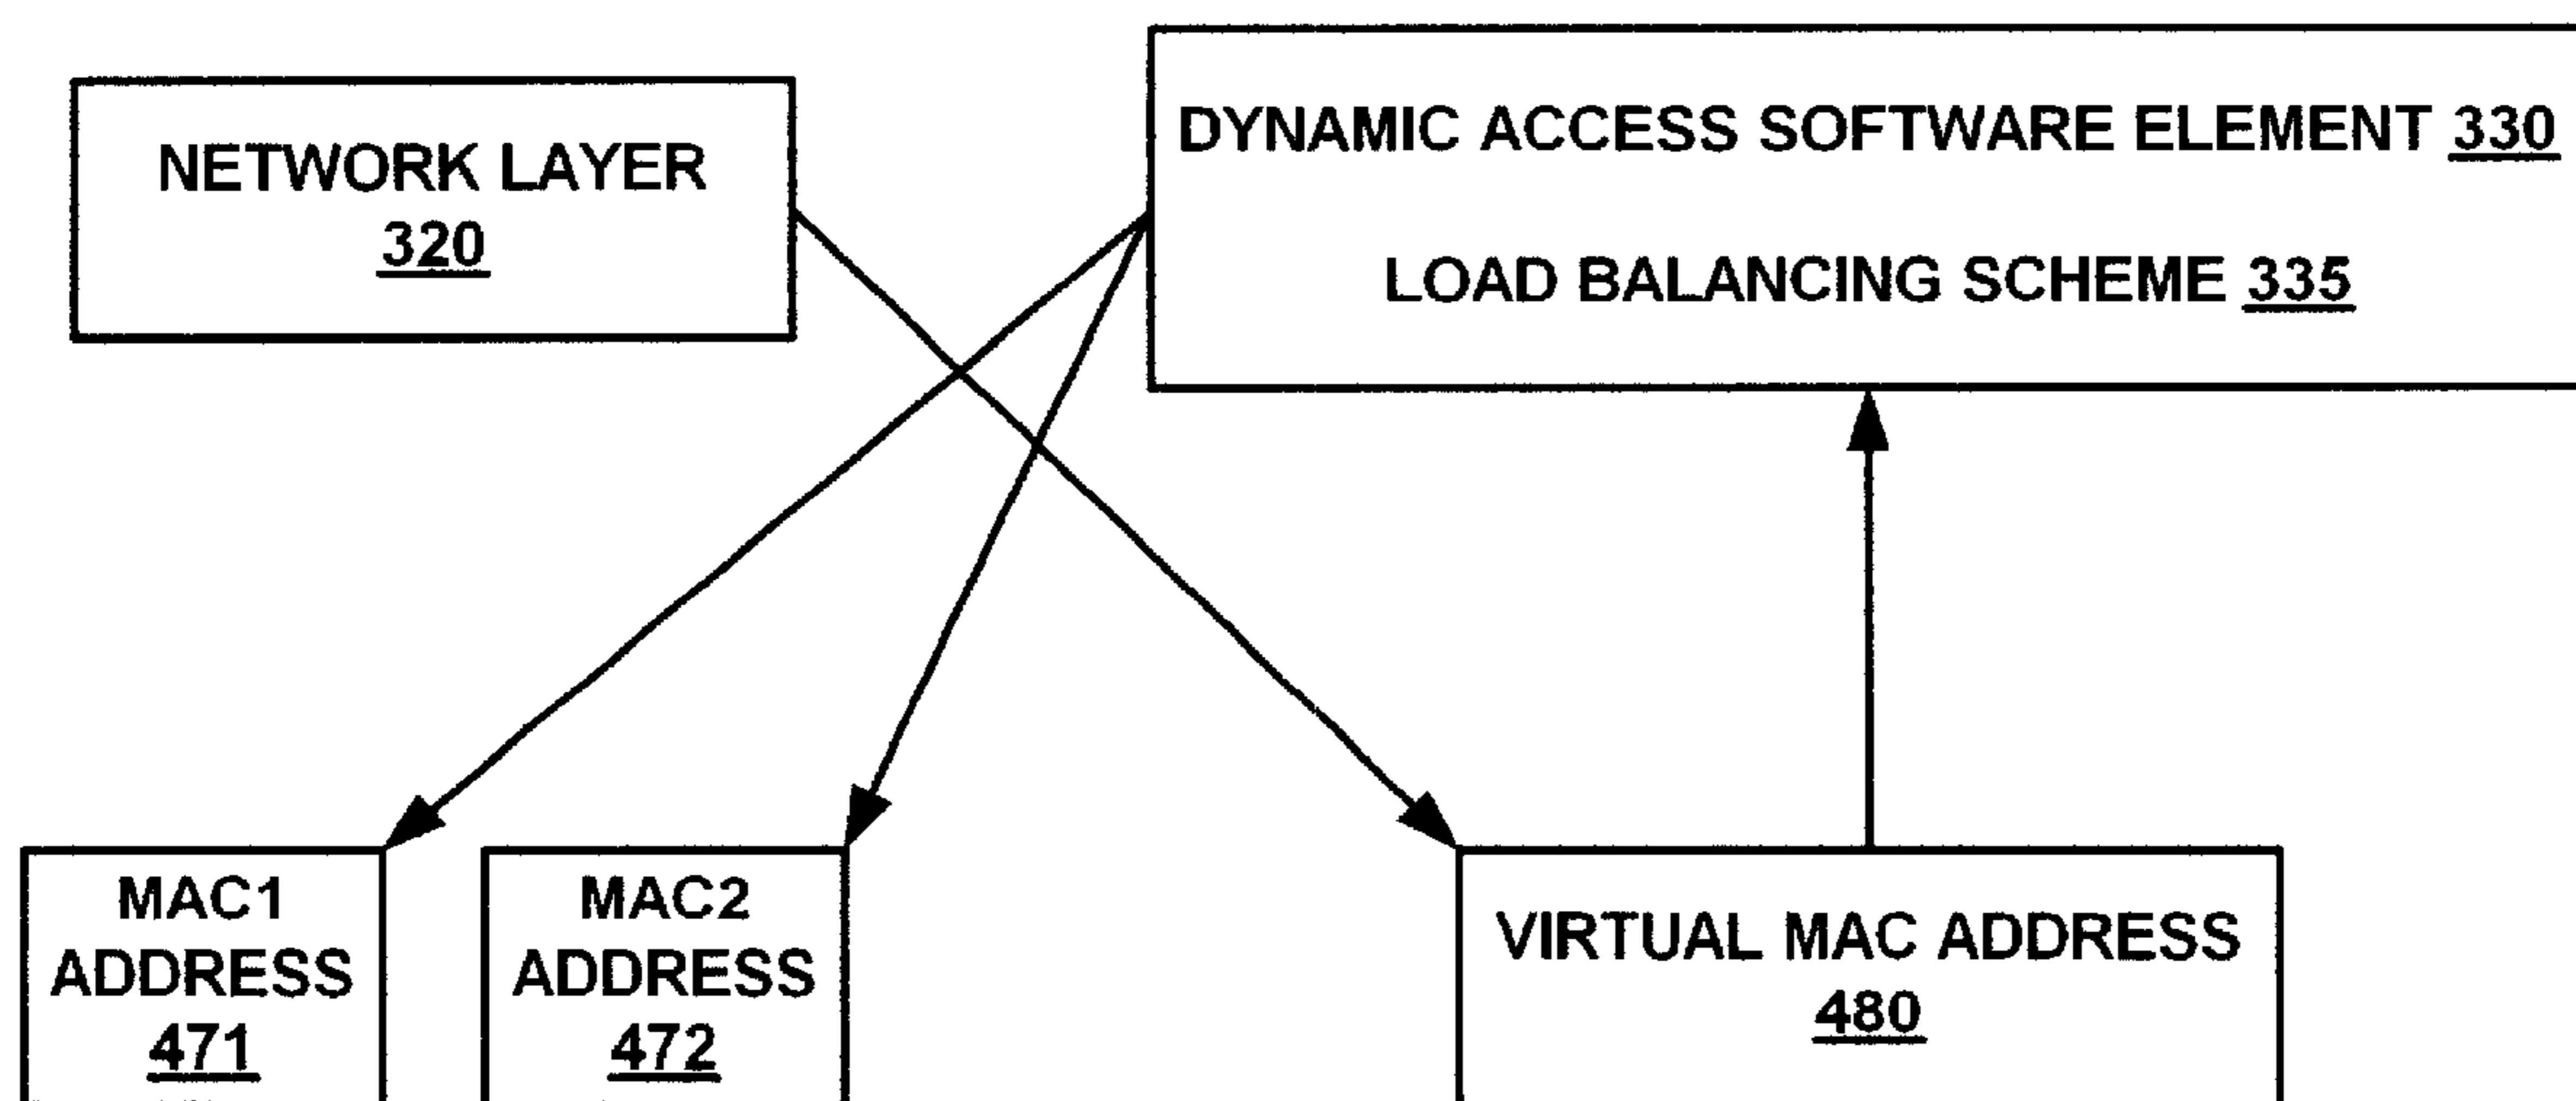 NETWORK LAYER
320
DYNAMIC ACCESS SOFTWARE ELEMENT 330
LOAD BALANCING SCHEME 335
MAC1
ADDRESS
471
MAC2
ADDRESS
472
VIRTUAL MAC ADDRESS
480